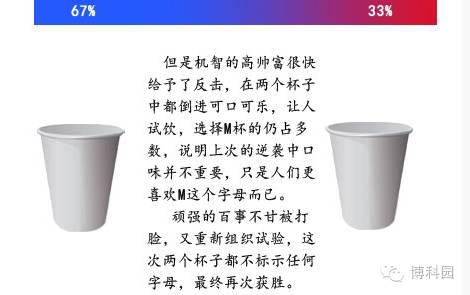 67%
33%
但是机智的高帅富很快
给予了反击，在两个杯子
中都倒进可口可乐，让人
试饮，选择M杯的仍占多
数，说明上次的逆袭中口
味并不重要，只是人们更
喜欢M这个字母而已。
顽强的百事不甘被打
脸，又重新组织试验，这
次两个杯子都不标示任何
字母，最终再次获胜。
博科园